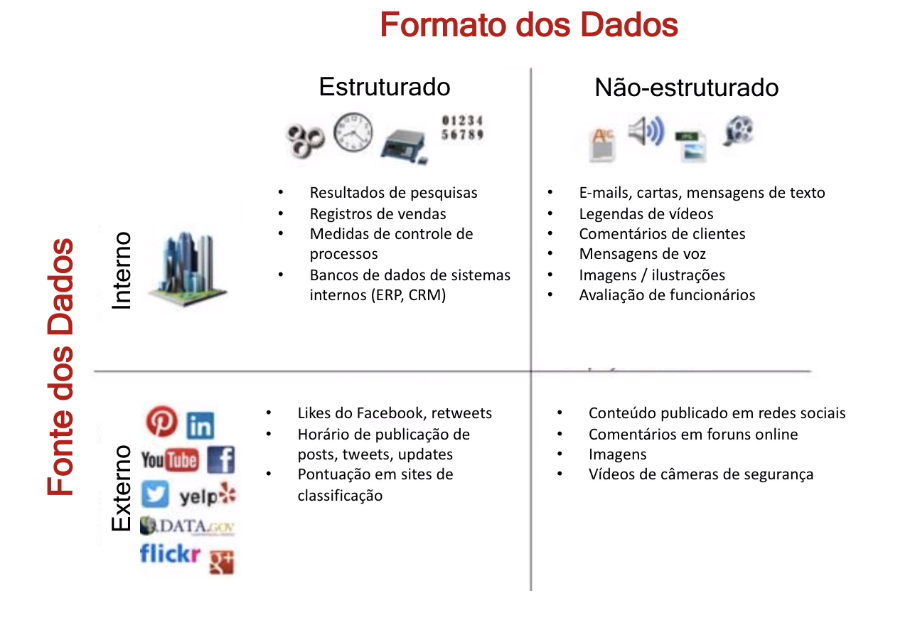 Formato dos Dados
Estruturado
Não-estruturado
01234
56789
• Resultados de pesquisas
• Registros de vendas
• Medidas de controle de
processos
• Bancos de dados de sistemas
internos (ERP, CRM)
• E-mails, cartas, mensagens de texto
• Legendas de vídeos
• Comentários de clientes
• Mensagens de voz
• Imagens / ilustrações
• Avaliação de funcionários
Fonte dos Dados
Interno
Externo
YouTube
yelp
DATA.GOV
flickr
g+
• Likes do Facebook, retweets
• Horário de publicação de
posts, tweets, updates
• Pontuação em sites de
classificação
• Conteúdo publicado em redes sociais
• Comentários em foruns online
• Imagens
• Vídeos de câmeras de segurança